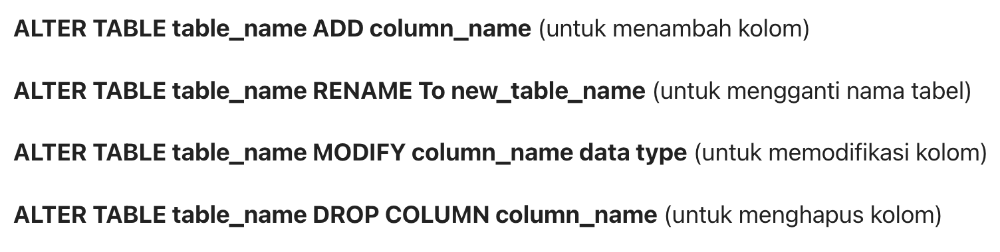 ALTER TABLE table_name ADD column_name (untuk menambah kolom)
ALTER TABLE table_name RENAME To new_table_name (untuk mengganti nama tabel)
ALTER TABLE table_name MODIFY column_name data type (untuk memodifikasi kolom)
ALTER TABLE table_name DROP COLUMN column_name (untuk menghapus kolom)